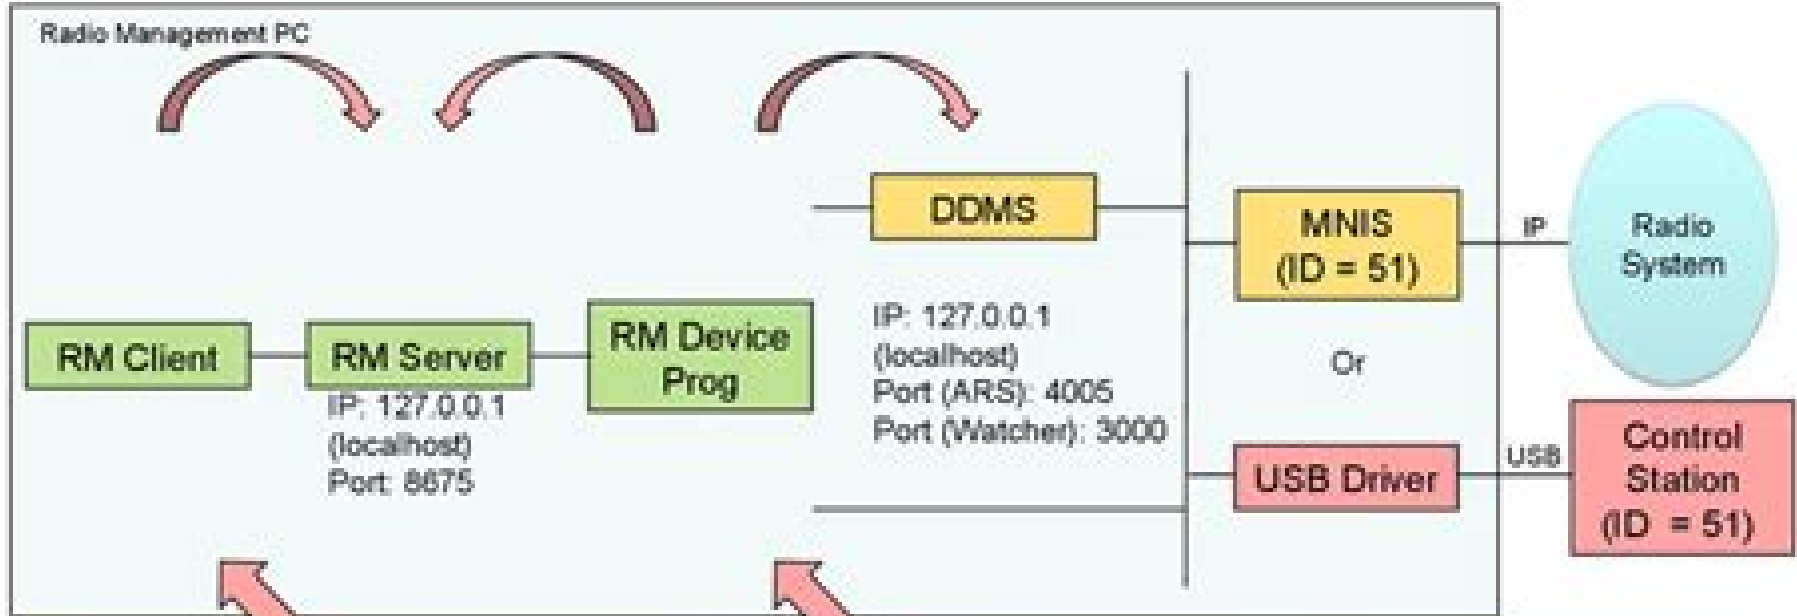 Radio Management PC
RM Client
RM Server
IP: 127.0.0.1
(localhost)
Port: 8675
RM Device
Prog
DDMS
IP: 127.0.0.1
(localhost)
Port (ARS): 4005
Port (Watcher): 3000
MNIS
(ID = 51)
Or
USB Driver
IP
USB
Radio
System
Control
Station
(ID = 51)